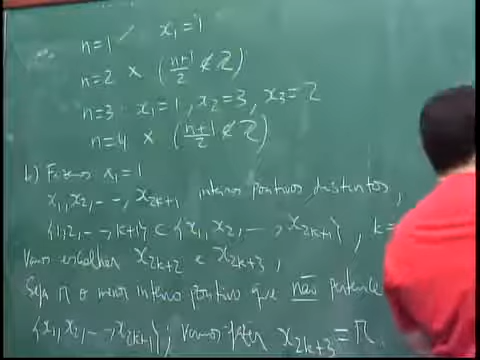 n=1 ✓ x₁=1
n=2 × (n+1/2 ∉ ℤ)
n=3 x₁=1, x₂=3, x₃=2
n=4 × (n+1/2 ∉ ℤ)
b) Façamos x₁=1
x₁, x₂, --, x₂ₖ₊₁ inteiros positivos distintos,
{1,2,--,k+1} ⊂ {x₁, x₂, --, x₂ₖ₊₁}, k=
Vamos escolher x₂ₖ₊₂ e x₂ₖ₊₃,
Seja m o menor inteiro positivo que não pertence
{x₁, x₂, --, x₂ₖ₊₁}, vamos fazer x₂ₖ₊₃ = m